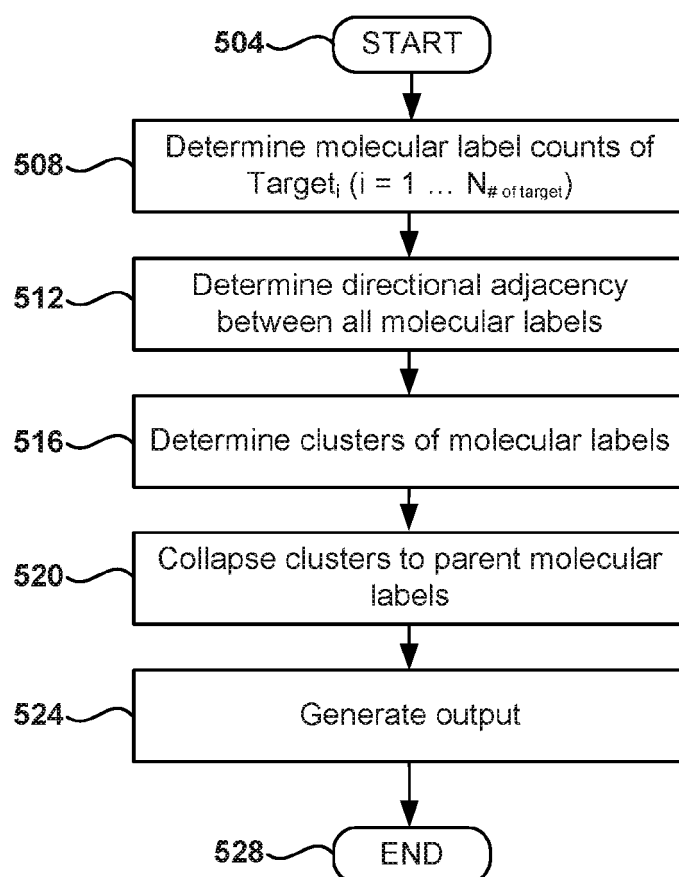 504 START
508 Determine molecular label counts of
Targetᵢ (i = 1 … N# of target)
512 Determine directional adjacency
between all molecular labels
516 Determine clusters of molecular labels
520 Collapse clusters to parent molecular
labels
524 Generate output
528 END